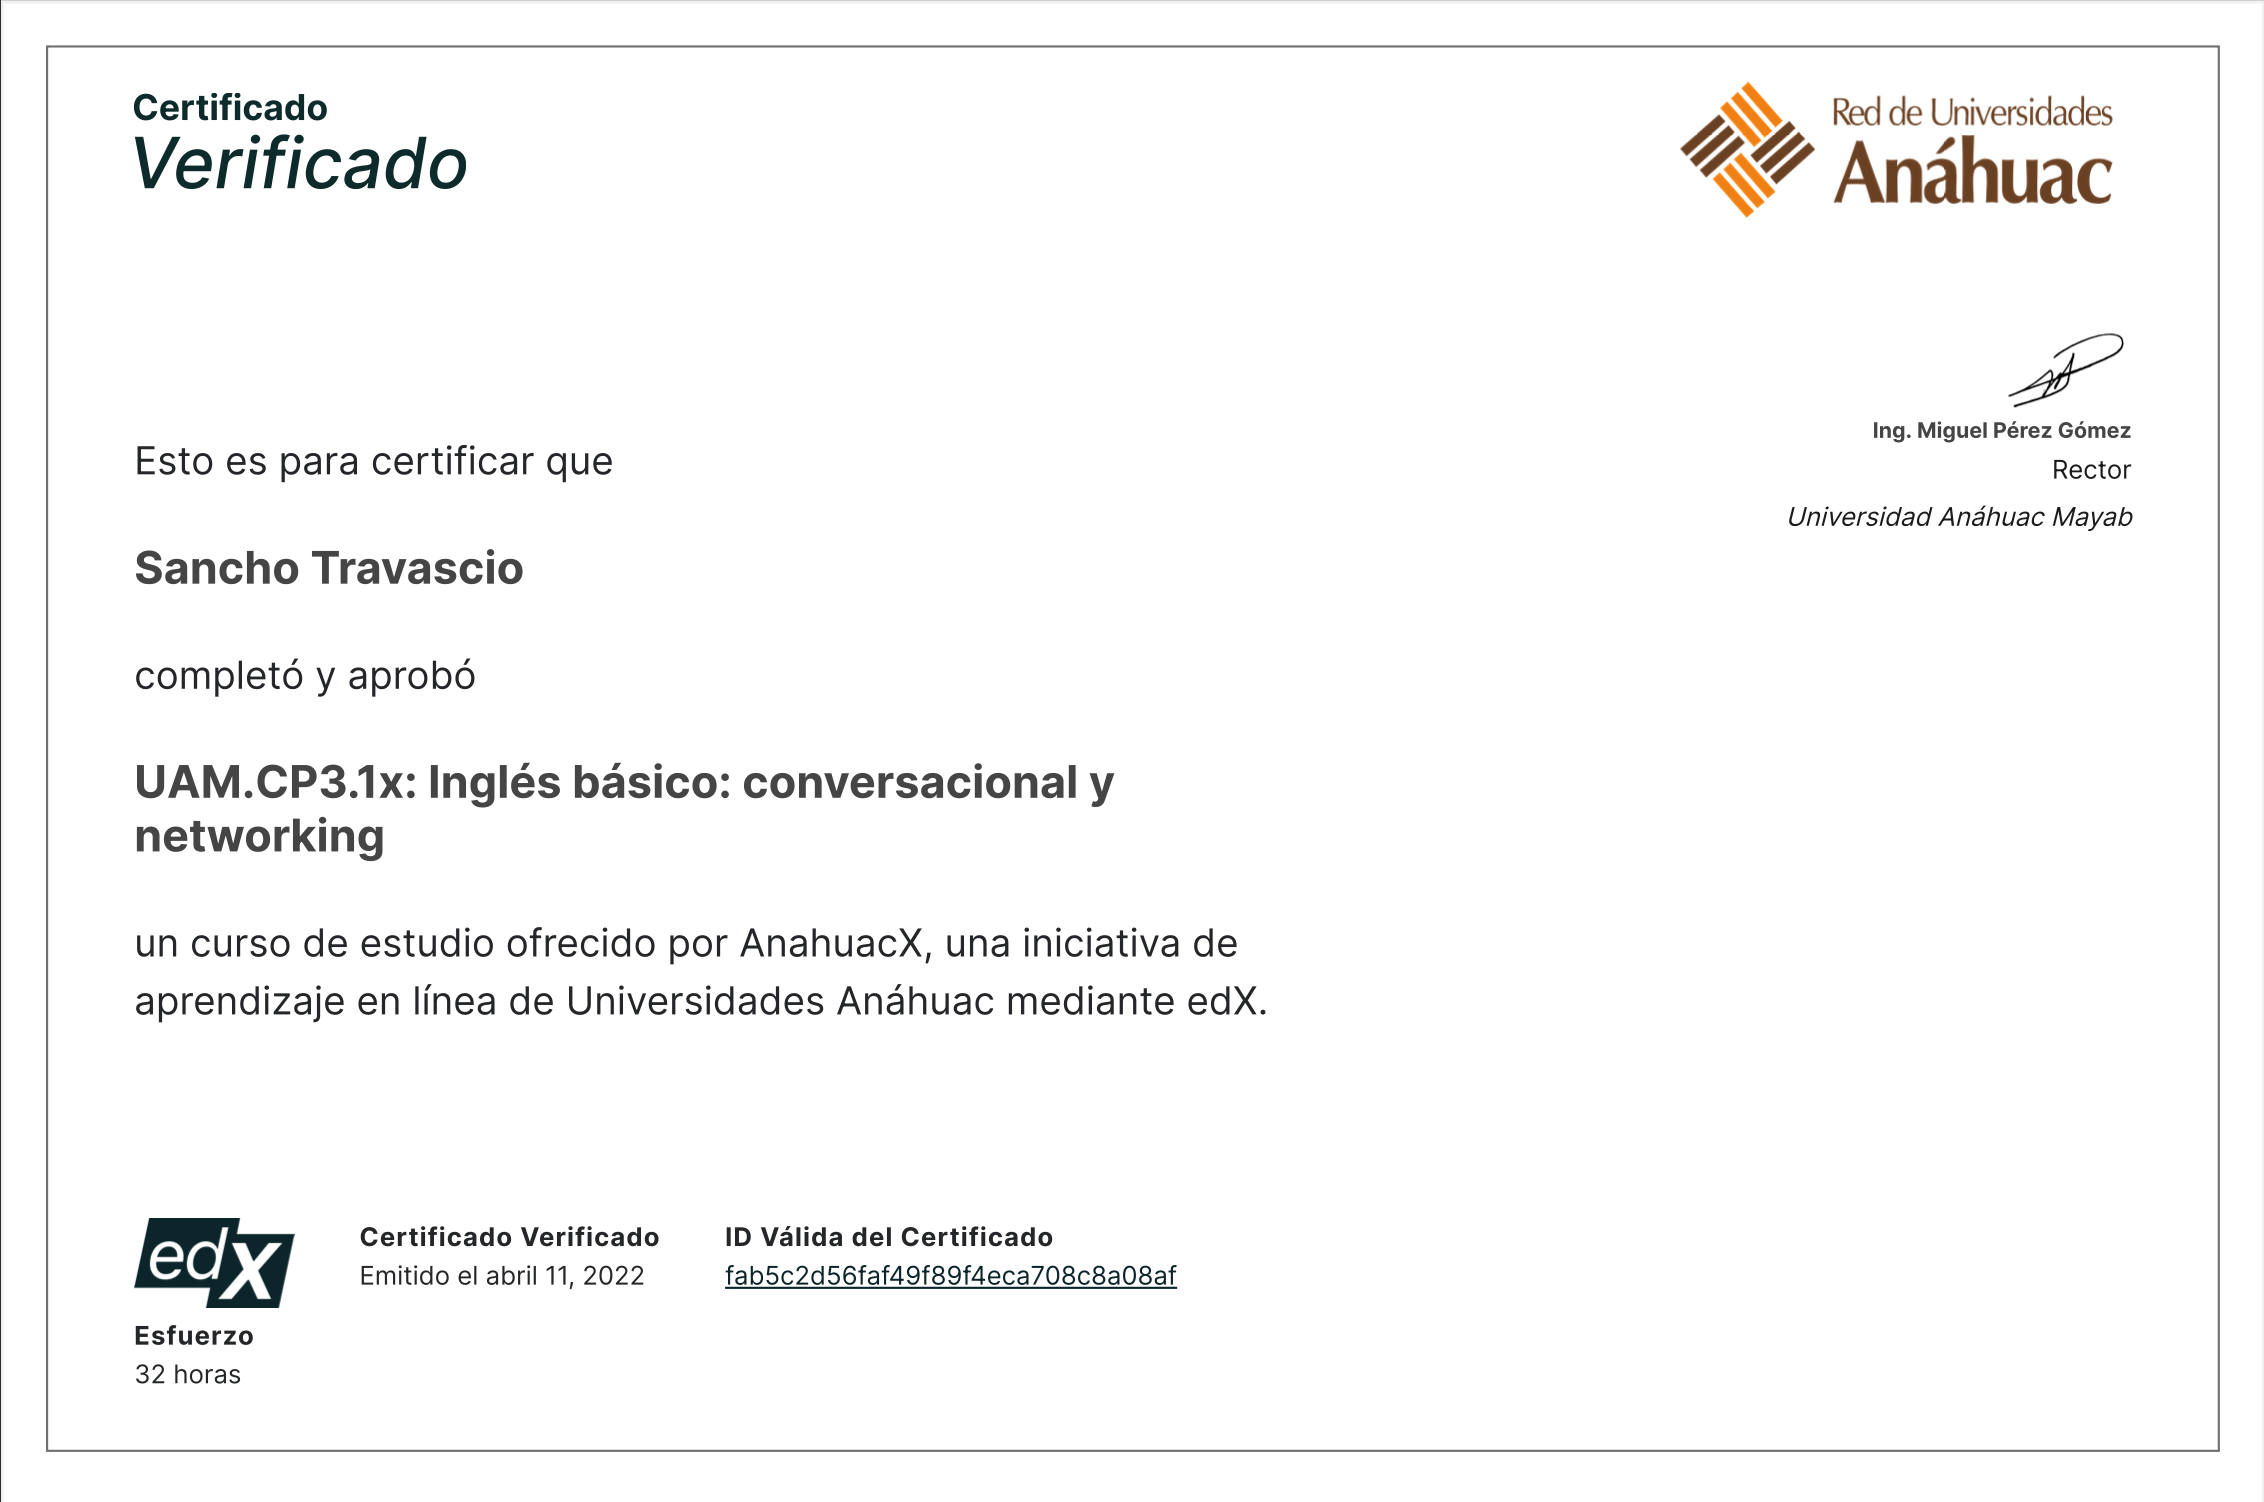 Certificado
Verificado
Red de Universidades
Anáhuac
Ing. Miguel Pérez Gómez
Rector
Universidad Anáhuac Mayab
Esto es para certificar que
Sancho Travascio
completó y aprobó
UAM.CP3.1x: Inglés básico: conversacional y
networking
un curso de estudio ofrecido por AnahuacX, una iniciativa de
aprendizaje en línea de Universidades Anáhuac mediante edX.
edX
Esfuerzo
32 horas
Certificado Verificado
Emitido el abril 11, 2022
ID Válida del Certificado
fab5c2d56faf49f89f4eca708c8a08af